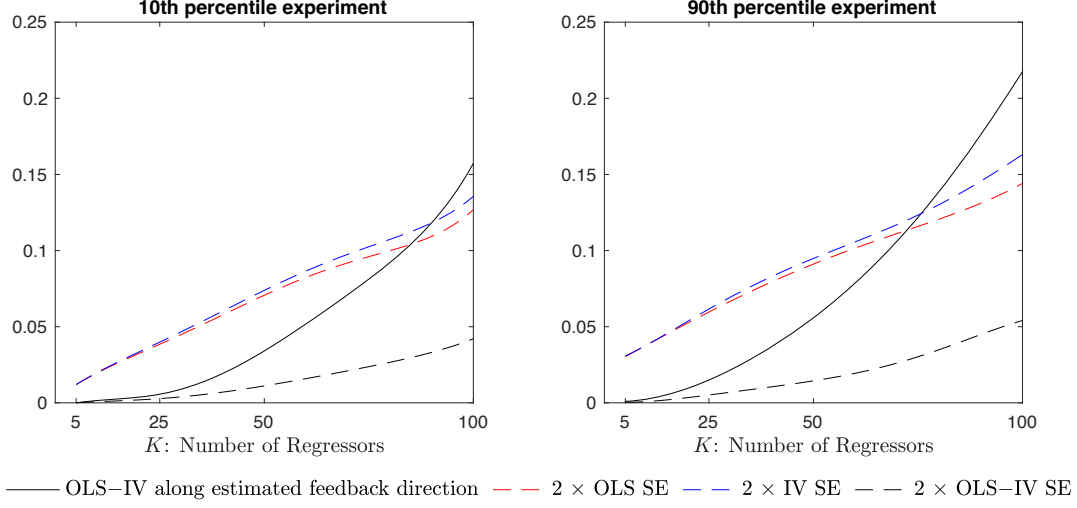 10th percentile experiment
0.25
0.2
0.15
0.1
0.05
0
5 25 50 100
K: Number of Regressors
90th percentile experiment
0.25
0.2
0.15
0.1
0.05
0
5 25 50 100
K: Number of Regressors
OLS−IV along estimated feedback direction 2 × OLS SE 2 × IV SE 2 × OLS−IV SE